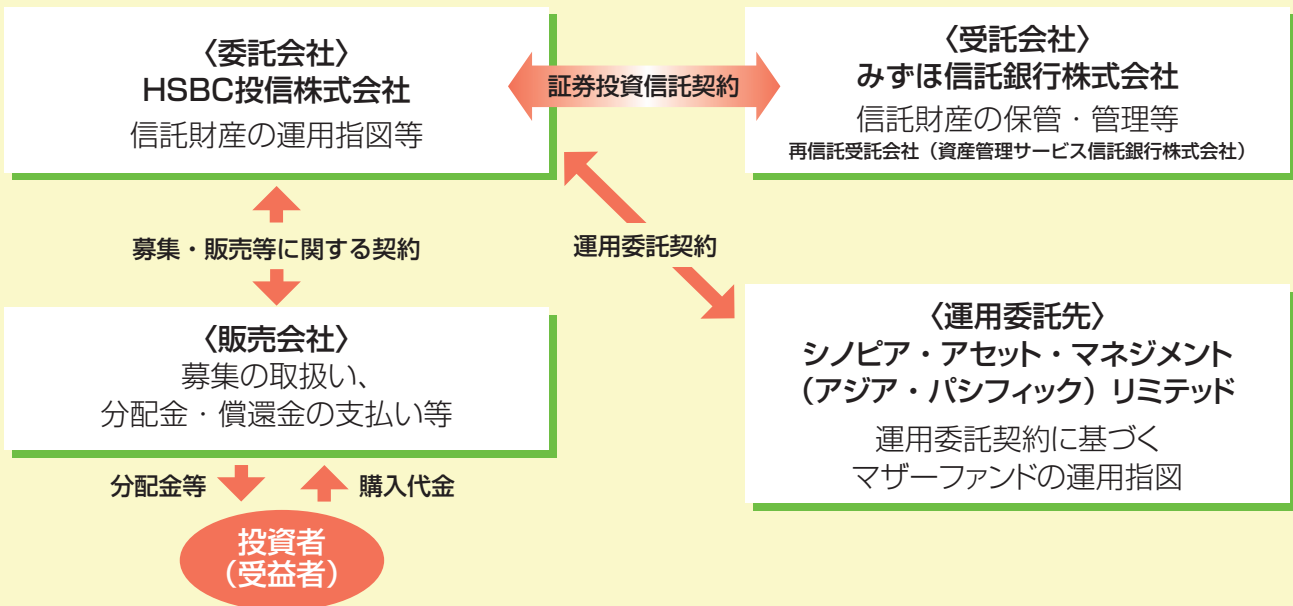 〈委託会社〉
HSBC投信株式会社
信託財産の運用指図等
証券投資信託契約
〈受託会社〉
みずほ信託銀行株式会社
信託財産の保管・管理等
再信託受託会社（資産管理サービス信託銀行株式会社）
募集・販売等に関する契約
運用委託契約
〈販売会社〉
募集の取扱い、
分配金・償還金の支払い等
〈運用委託先〉
シノピア・アセット・マネジメント
（アジア・パシフィック）リミテッド
運用委託契約に基づく
マザーファンドの運用指図
分配金等
購入代金
投資者
（受益者）